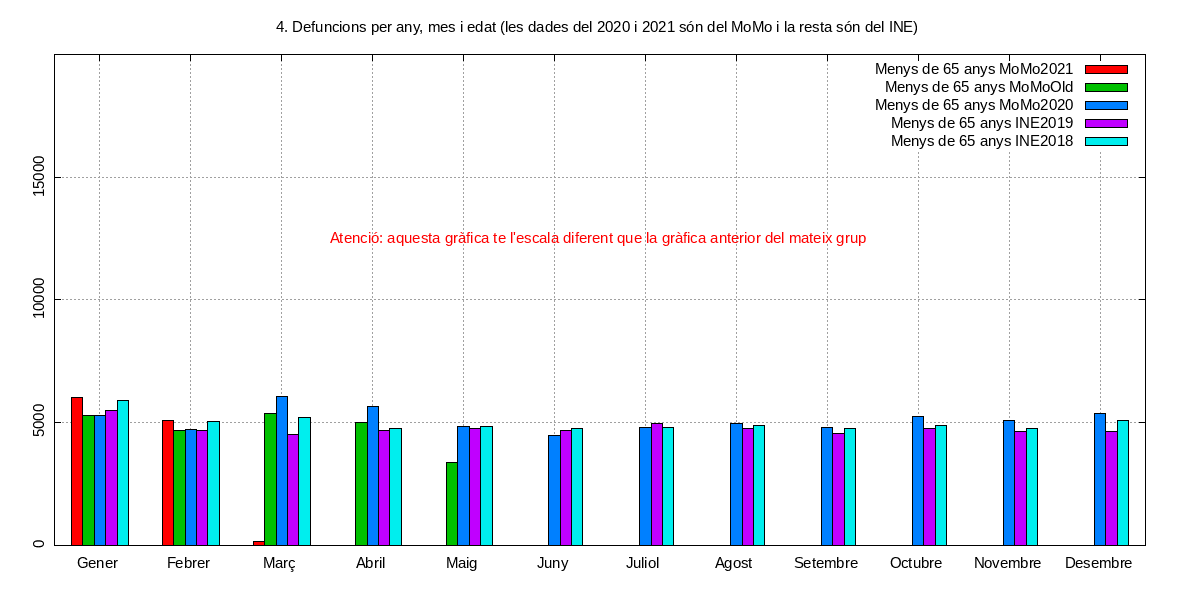 4. Defuncions per any, mes i edat (les dades del 2020 i 2021 són del MoMo i la resta són del INE)
Menys de 65 anys MoMo2021
Menys de 65 anys MoMoOld
Menys de 65 anys MoMo2020
Menys de 65 anys INE2019
Menys de 65 anys INE2018
15000
Atenció: aquesta gràfica te l'escala diferent que la gràfica anterior del mateix grup
10000
5000
0
Gener Febrer Març Abril Maig Juny Juliol Agost Setembre Octubre Novembre Desembre